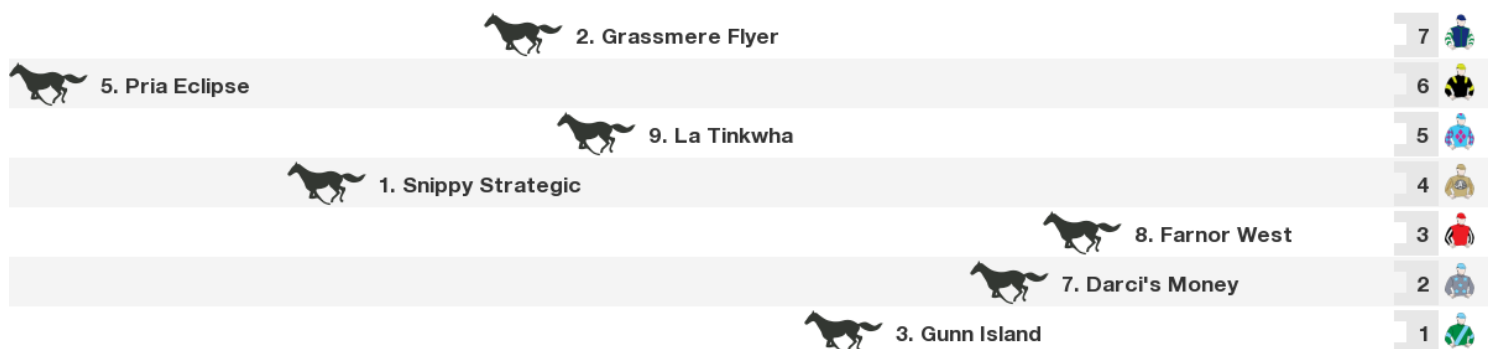 2. Grassmere Flyer 7
5. Pria Eclipse 6
9. La Tinkwha 5
1. Snippy Strategic 4
8. Farnor West 3
7. Darci's Money 2
3. Gunn Island 1